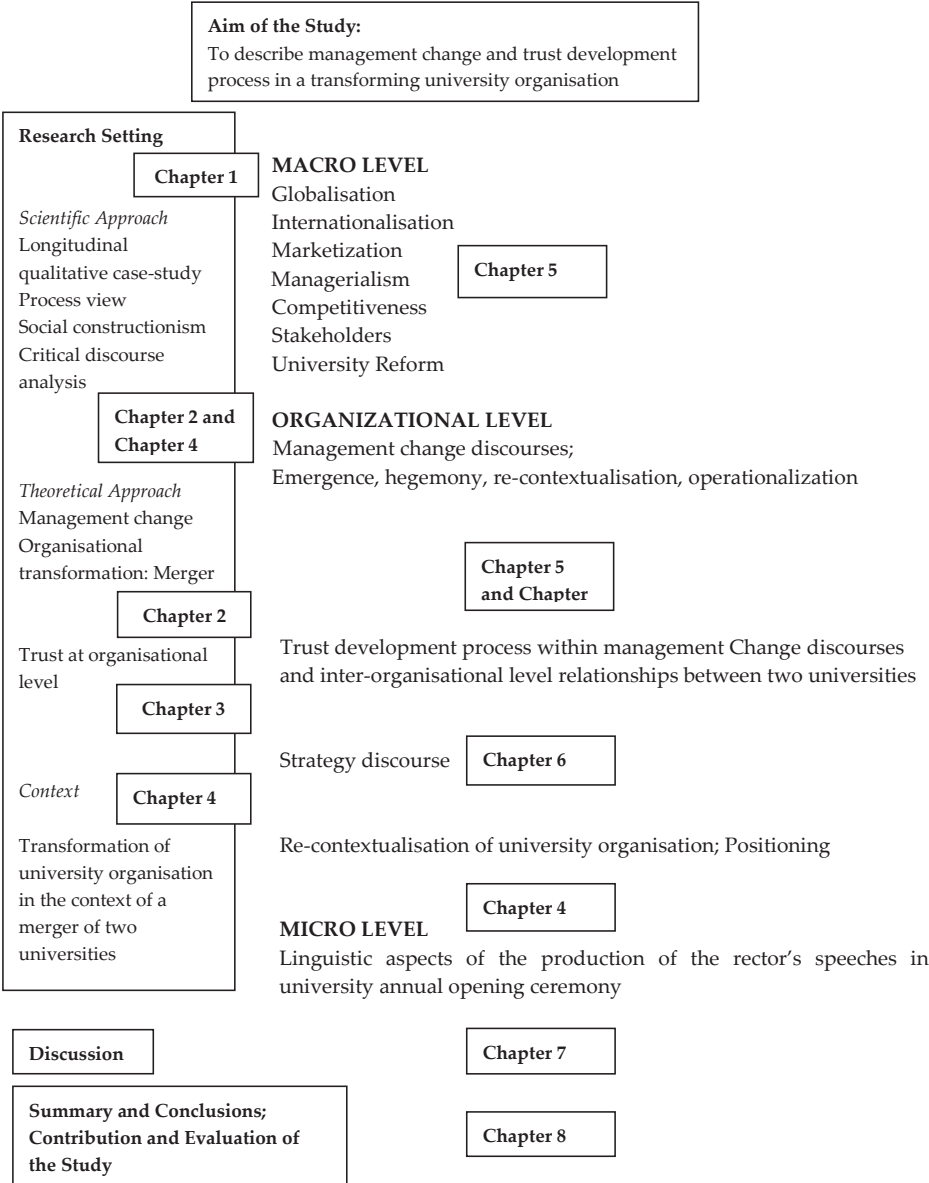 Aim of the Study:
To describe management change and trust development
process in a transforming university organisation
Research Setting
Chapter 1
Scientific Approach
Longitudinal
qualitative case-study
Process view
Social constructionism
Critical discourse
analysis
Chapter 2 and
Chapter 4
Theoretical Approach
Management change
Organisational
transformation: Merger
Chapter 2
Trust at organisational
level
Chapter 3
Context
Chapter 4
Transformation of
university organisation
in the context of a
merger of two
universities
MACRO LEVEL
Globalisation
Internationalisation
Marketization
Managerialism
Competitiveness
Stakeholders
University Reform
Chapter 5
ORGANIZATIONAL LEVEL
Management change discourses;
Emergence, hegemony, re-contextualisation, operationalization
Chapter 5
and Chapter
Trust development process within management Change discourses
and inter-organisational level relationships between two universities
Strategy discourse
Chapter 6
Re-contextualisation of university organisation; Positioning
Chapter 4
MICRO LEVEL
Linguistic aspects of the production of the rector's speeches in
university annual opening ceremony
Discussion
Chapter 7
Summary and Conclusions;
Contribution and Evaluation of
the Study
Chapter 8